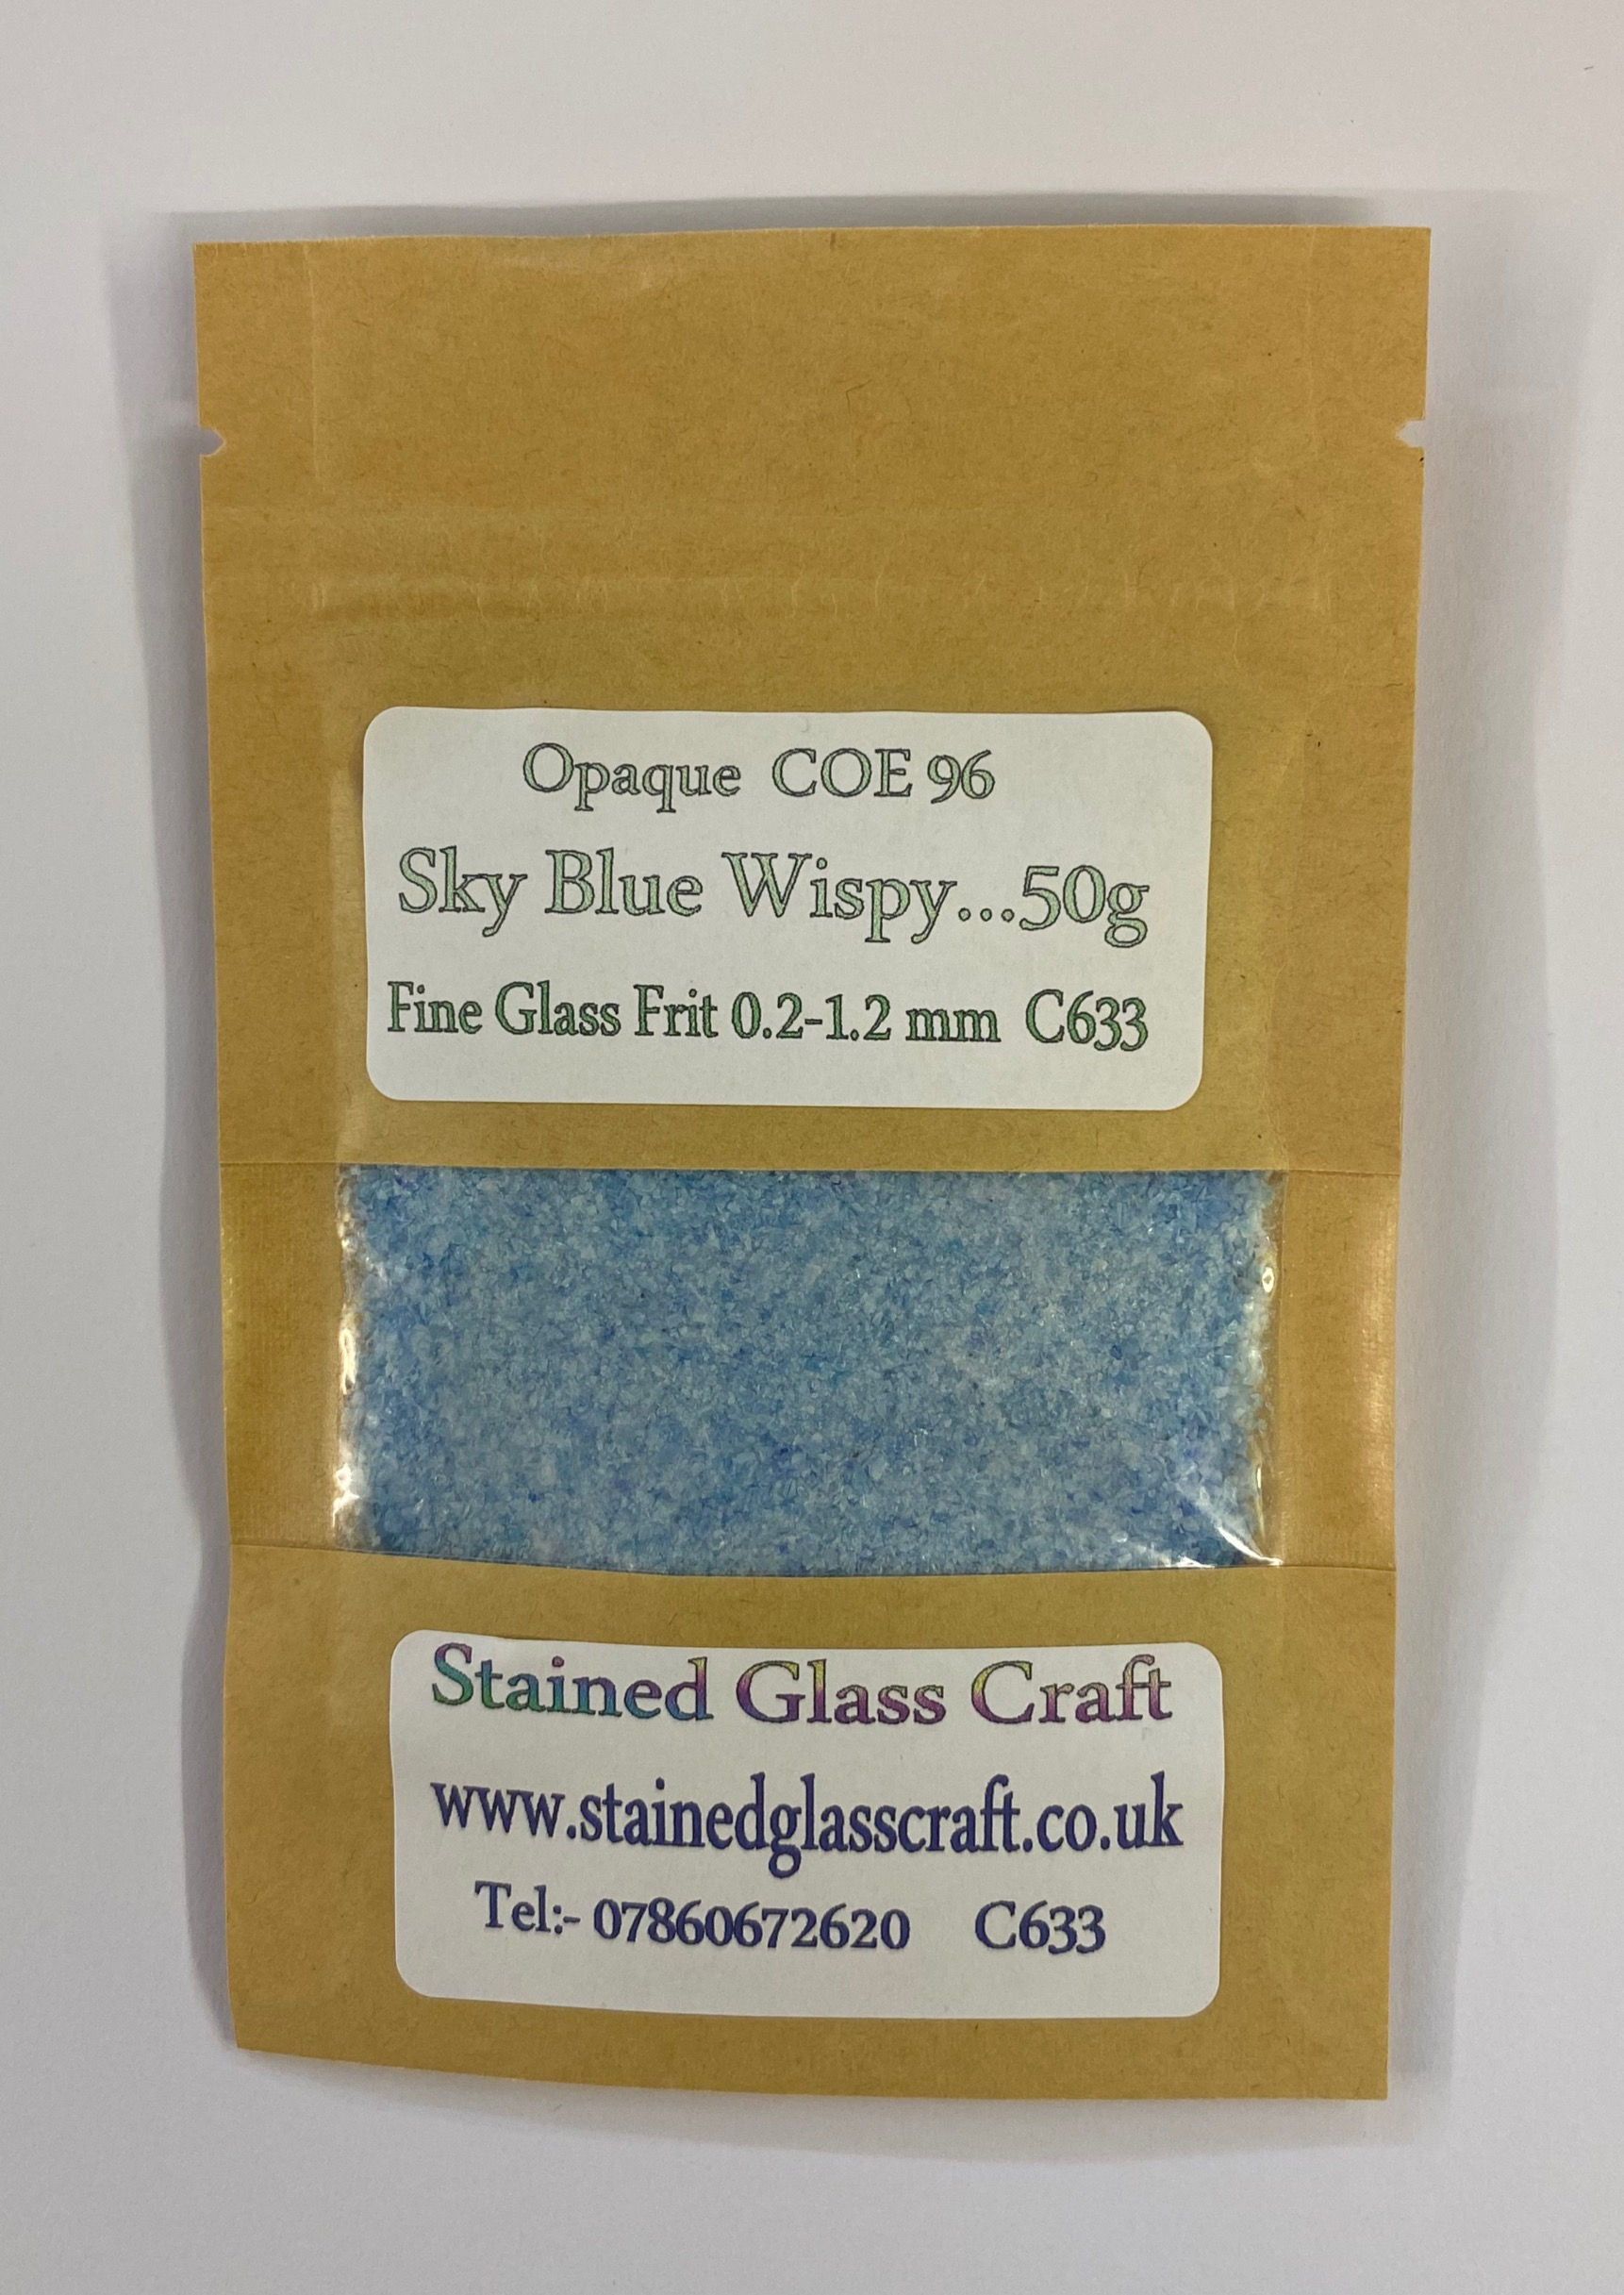 Opaque COE 96
Sky Blue Wispy...50g
Fine Glass Frit 0.2-1.2 mm C633
Stained Glass Craft
www.stainedglasscraft.co.uk
Tel:- 07860672620 C633